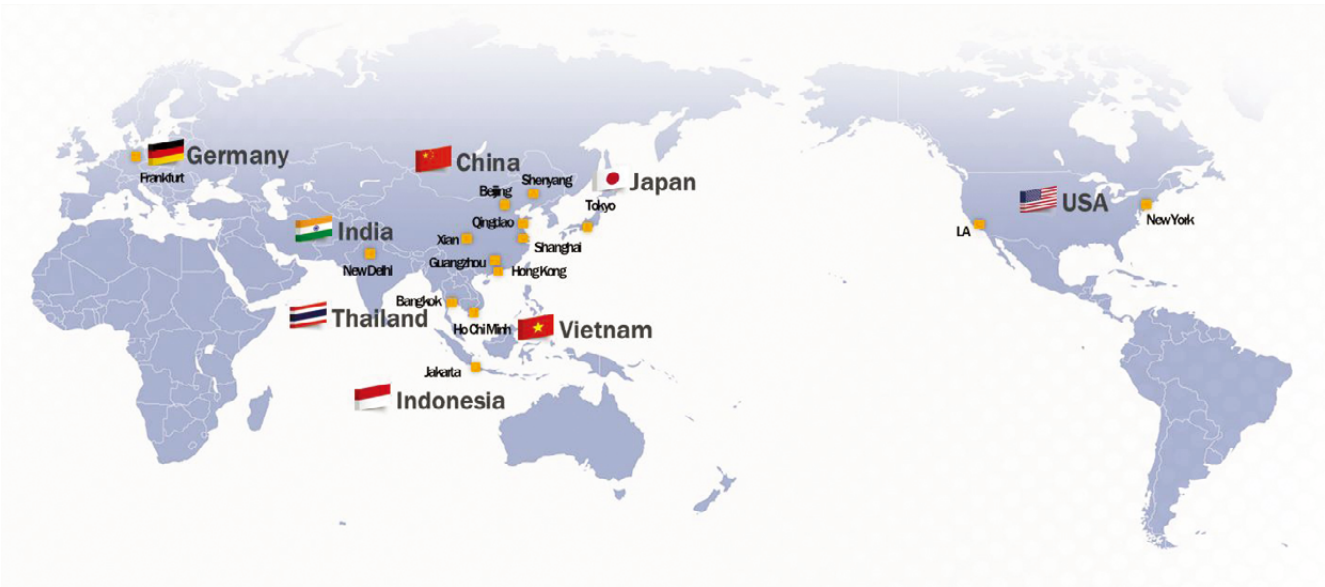 Germany
Frankfurt
China
Shenyang
Beijing
Japan
Tokyo
Qingdao
Xian
Shanghai
Guangzhou
Hong Kong
India
New Delhi
Thailand
Bangkok
Ho Chi Minh
Vietnam
Jakarta
Indonesia
USA
LA
New York